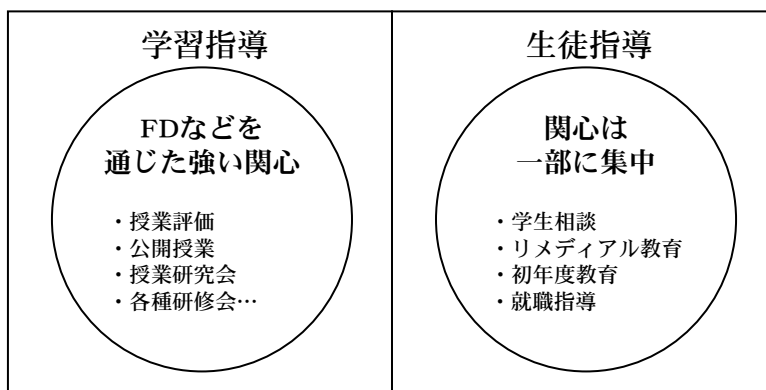 学習指導
FDなどを
通じた強い関心
・授業評価
・公開授業
・授業研究会
・各種研修会…
生徒指導
関心は
一部に集中
・学生相談
・リメディアル教育
・初年度教育
・就職指導